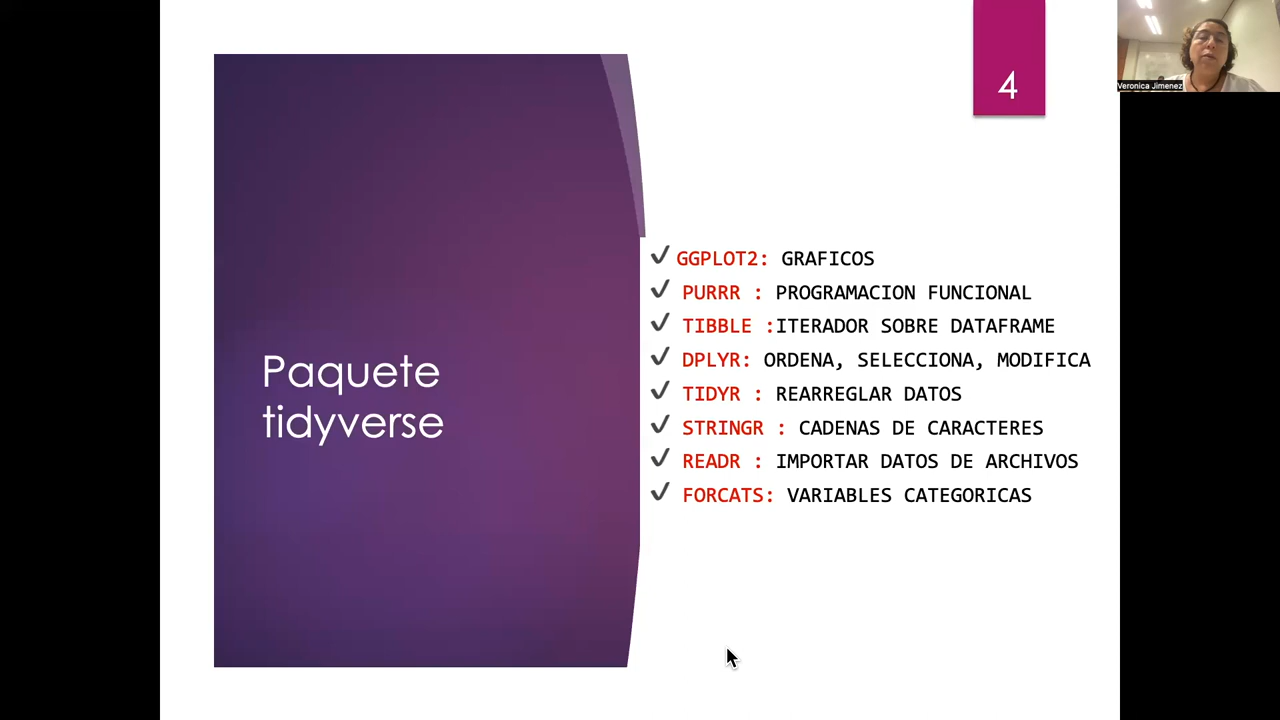 4
Veronica Jimenez
Paquete
tidyverse
✓ GGPLOT2: GRAFICOS
✓ PURRR : PROGRAMACION FUNCIONAL
✓ TIBBLE :ITERADOR SOBRE DATAFRAME
✓ DPLYR: ORDENA, SELECCIONA, MODIFICA
✓ TIDYR : REARREGLAR DATOS
✓ STRINGR : CADENAS DE CARACTERES
✓ READR : IMPORTAR DATOS DE ARCHIVOS
✓ FORCATS: VARIABLES CATEGORICAS